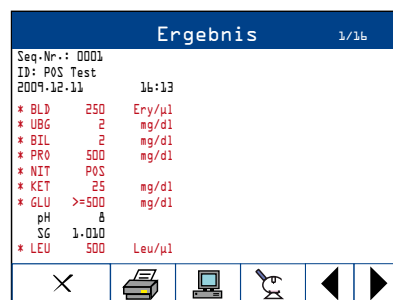 Ergebnis 1/16
Seq.Nr.: 0001
ID: POS Test
2009.12.11 16:13
* BLD 250 Ery/µl
* UBG 2 mg/dl
* BIL 2 mg/dl
* PRO 500 mg/dl
* NIT POS
* KET 25 mg/dl
* GLU >=500 mg/dl
pH 8
SG 1.010
* LEU 500 Leu/µl